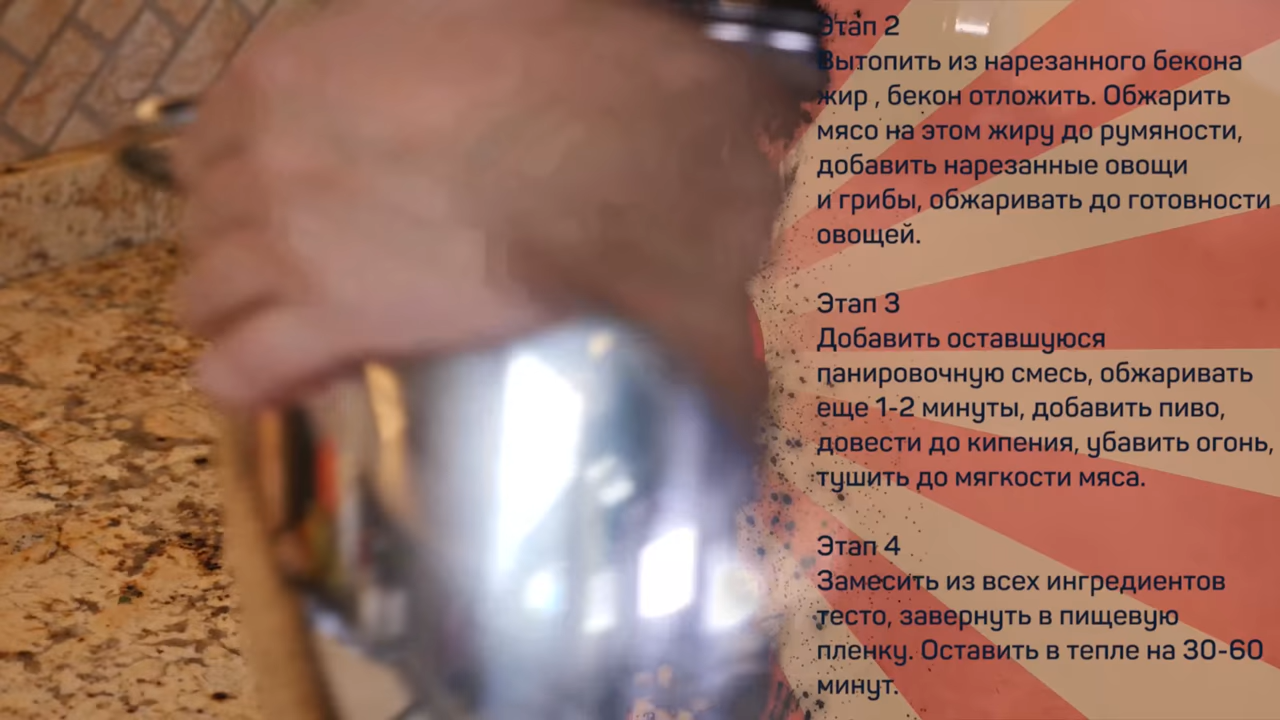 Этап 2
Вытопить из нарезанного бекона
жир , бекон отложить. Обжарить
мясо на этом жиру до румяности,
добавить нарезанные овощи
и грибы, обжаривать до готовности
овощей.
Этап 3
Добавить оставшуюся
панировочную смесь, обжаривать
еще 1-2 минуты, добавить пиво,
довести до кипения, убавить огонь,
тушить до мягкости мяса.
Этап 4
Замесить из всех ингредиентов
тесто, завернуть в пищевую
пленку. Оставить в тепле на 30-60
минут.